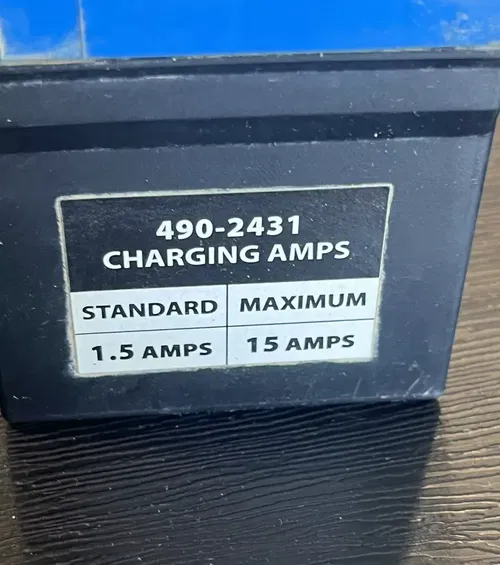 490-2431
CHARGING AMPS
STANDARD MAXIMUM
1.5 AMPS 15 AMPS